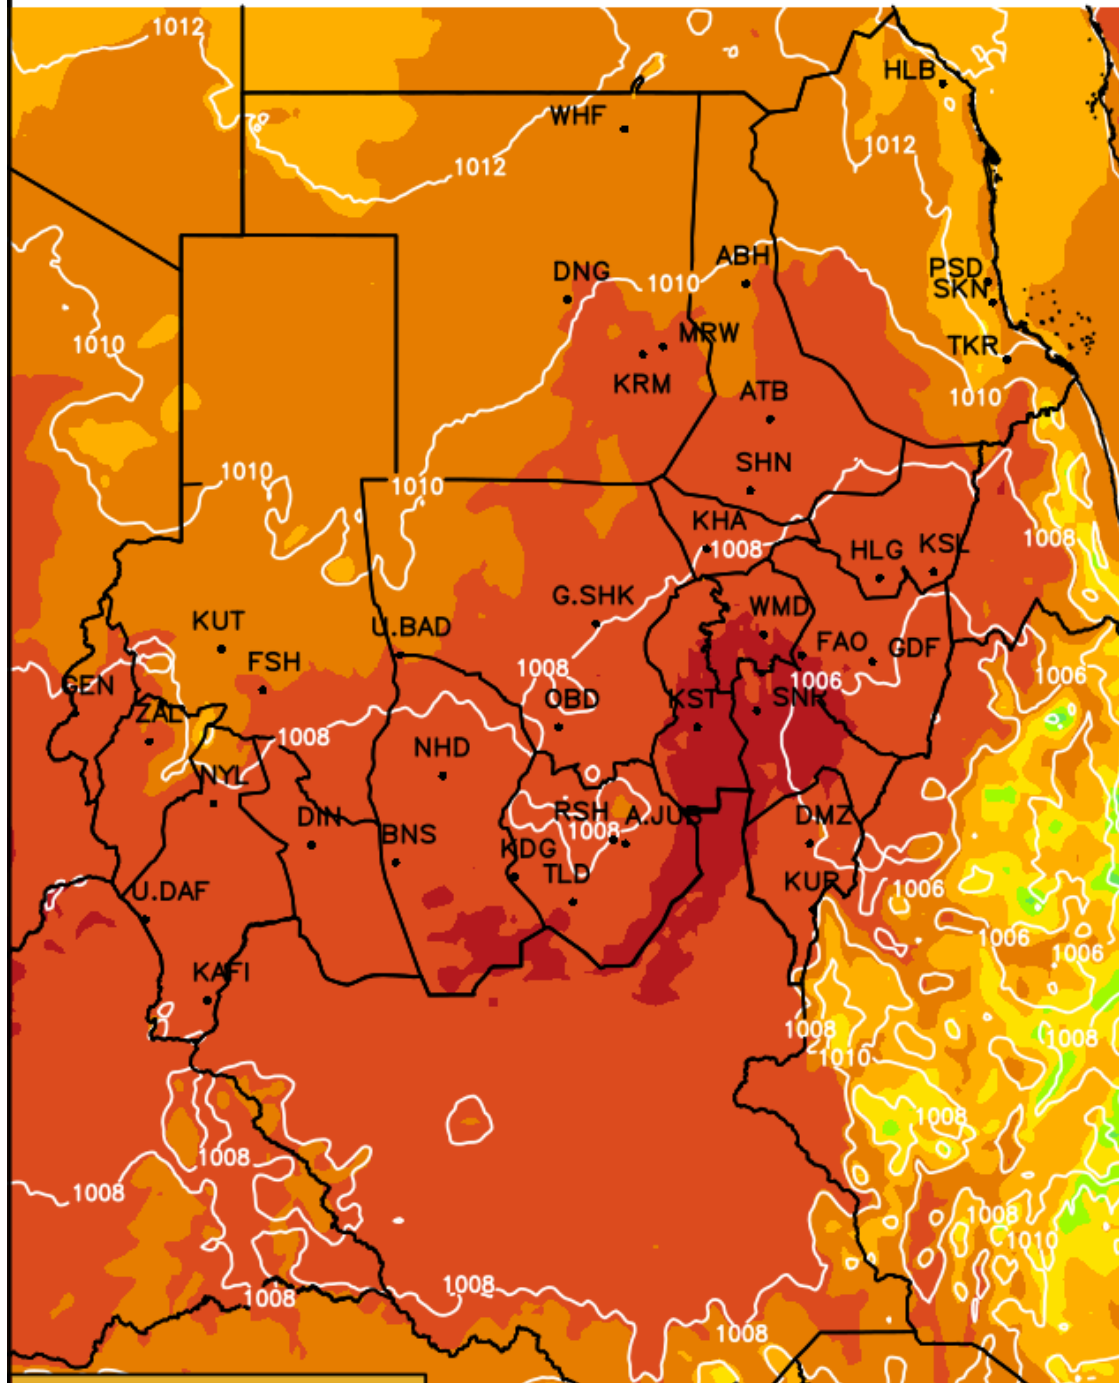 1012
HLB
WHF
1012
1012
ABH
PSD
DNG
1010
SKN
MRW
1010
TKR
KRM
ATB
1010
SHN
1010
1010
KHA
1008
HLG
KSL
1008
G.SHK
WMD
KUT
U.BAD
FAO
GDF
FSH
1008
1006
GEN
1006
OBD
KST
SNR
ZAL
1008
NHD
NYL
RSH
A.JUB
DMZ
DIN
1008
BNS
KDG
TLD
KUR
U.DAF
1006
1006
1006
KAFI
1008
1008
1010
1008
1008
1008
1008
1010
1008
1008
1008